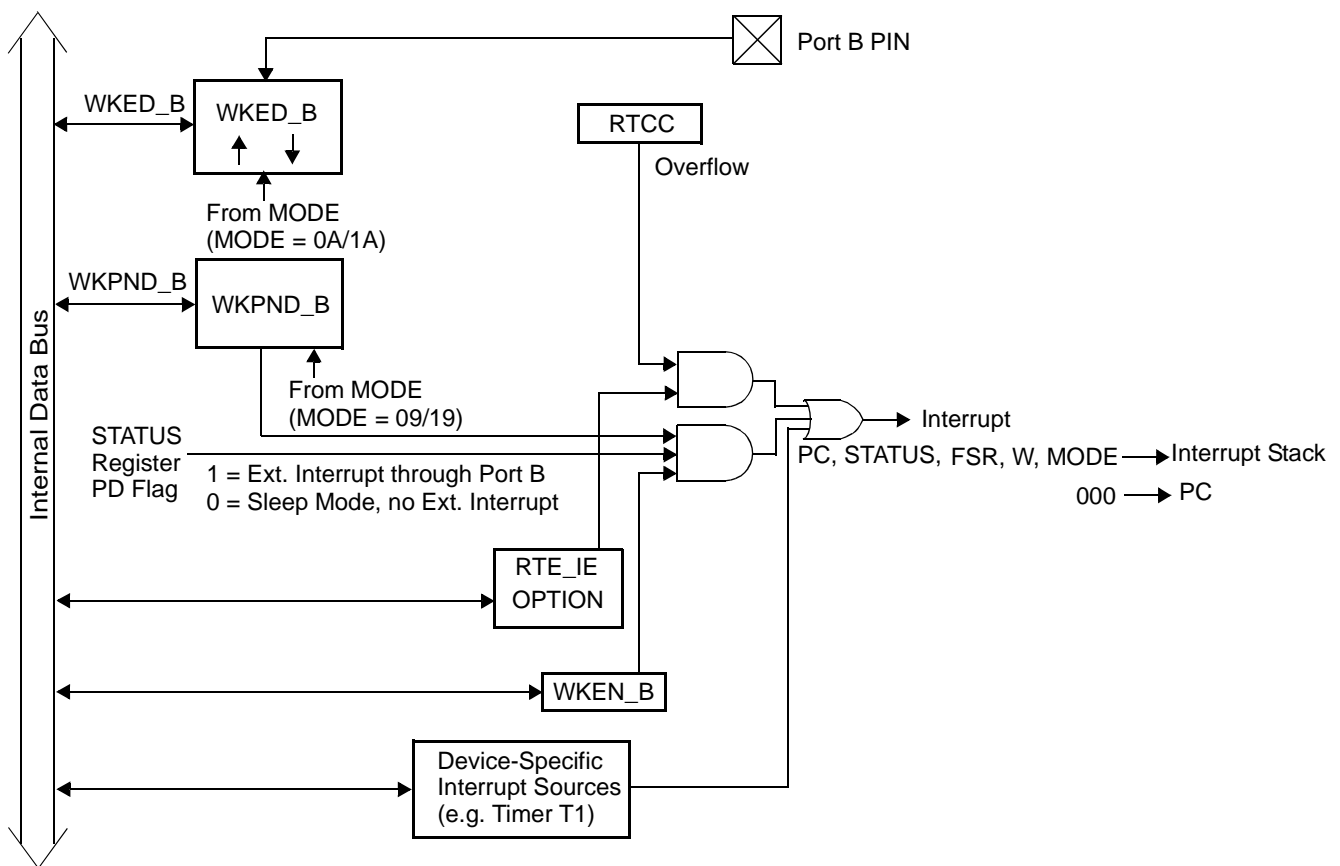 Port B PIN
WKED_B
WKED_B
RTCC
Overflow
From MODE
(MODE = 0A/1A)
WKPND_B
WKPND_B
From MODE
(MODE = 09/19)
Internal Data Bus
STATUS
Register
PD Flag
1 = Ext. Interrupt through Port B
0 = Sleep Mode, no Ext. Interrupt
Interrupt
PC, STATUS, FSR, W, MODE
Interrupt Stack
000
PC
RTE_IE
OPTION
WKEN_B
Device-Specific
Interrupt Sources
(e.g. Timer T1)